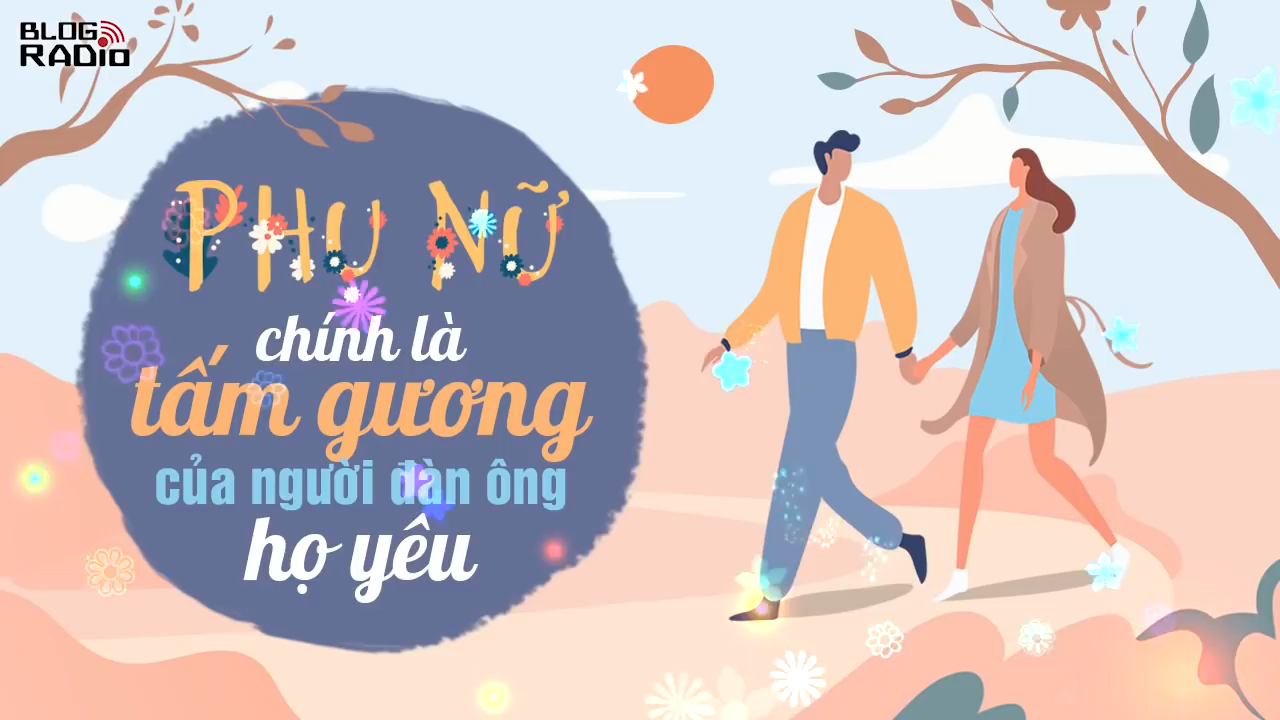 BLOG
RADIO
PHỤ NỮ
chính là
tấm gương
của người đàn ông
họ yêu